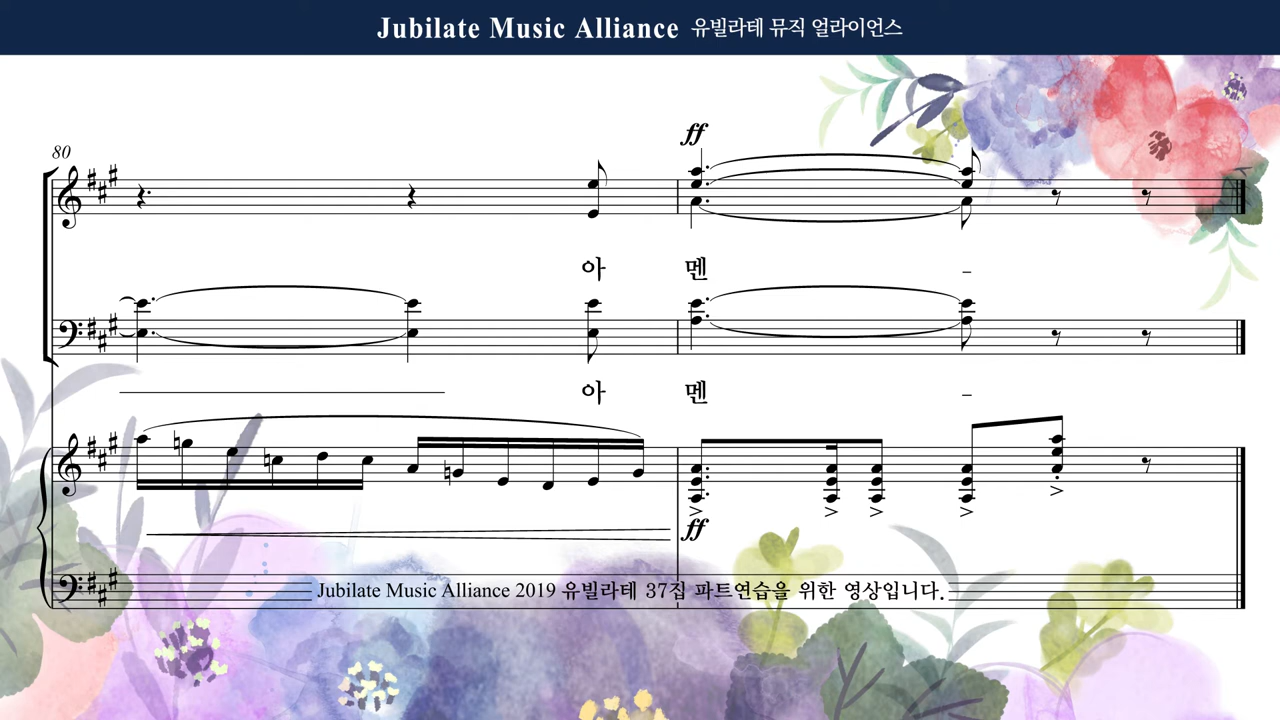 Jubilate Music Alliance 유빌라테 뮤직 얼라이언스
80
ff
아 멘 -
아 멘 -
ff
Jubilate Music Alliance 2019 유빌라테 37집 파트연습을 위한 영상입니다.